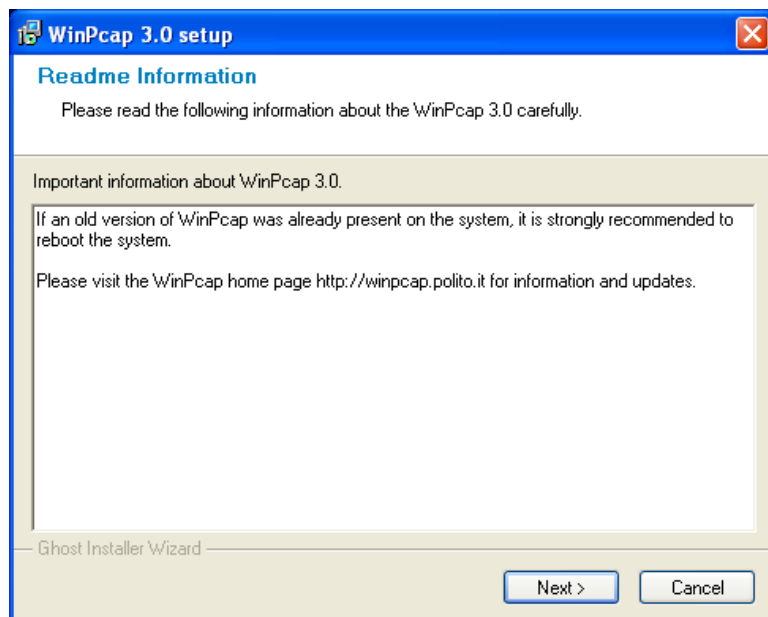 WinPcap 3.0 setup
Readme Information
Please read the following information about the WinPcap 3.0 carefully.
Important information about WinPcap 3.0.
If an old version of WinPcap was already present on the system, it is strongly recommended to
reboot the system.
Please visit the WinPcap home page http://winpcap.polito.it for information and updates.
Ghost Installer Wizard
Next >
Cancel